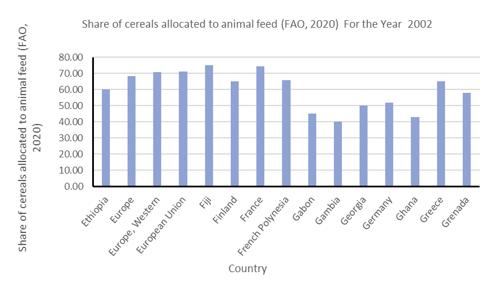 Share of cereals allocated to animal feed (FAO, 2020) For the Year 2002
Share of cereals allocated to animal feed (FAO,
2020)
80.00
70.00
60.00
50.00
40.00
30.00
20.00
10.00
0.00
Ethiopia
Europe
Europe, Western
European Union
Fiji
Finland
France
French Polynesia
Gabon
Gambia
Georgia
Germany
Ghana
Greece
Grenada
Country